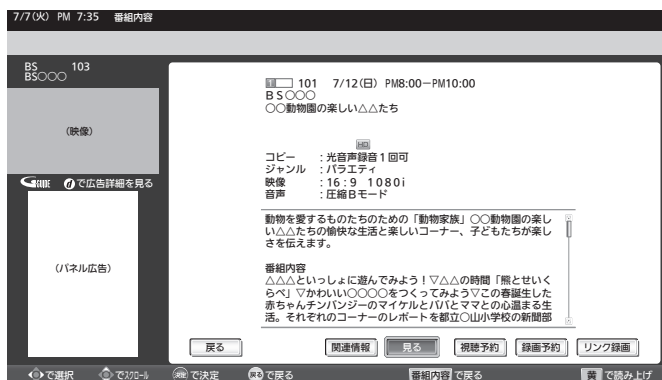 7/7(火) PM 7:35 番組内容
BS 103
BS○○○
(映像)
GUIDE dで広告詳細を見る
(パネル広告)
101 7/12(日) PM8:00−PM10:00
BS○○○
○○動物園の楽しい△△たち
HD
コピー :光音声録音1回可
ジャンル :バラエティ
映像 :16:9 1080i
音声 :圧縮Bモード
動物を愛するものたちのための「動物家族」○○動物園の楽し
い△△たちの愉快な生活と楽しいコーナー、子どもたちが楽し
さを伝えます。
番組内容
△△△といっしょに遊んでみよう!▽△△の時間「熊とせいく
らべ」▽かわいい○○○○をつくってみよう▽この春誕生した
赤ちゃんチンパンジーのマイケルとパパとママとの心温まる生
活。それぞれのコーナーのレポートを都立○山小学校の新聞部
戻る 関連情報 見る 視聴予約 録画予約 リンク録画
で選択 でスクロール 決定 で決定 戻る で戻る 番組内容 で戻る 黄 で読み上げ